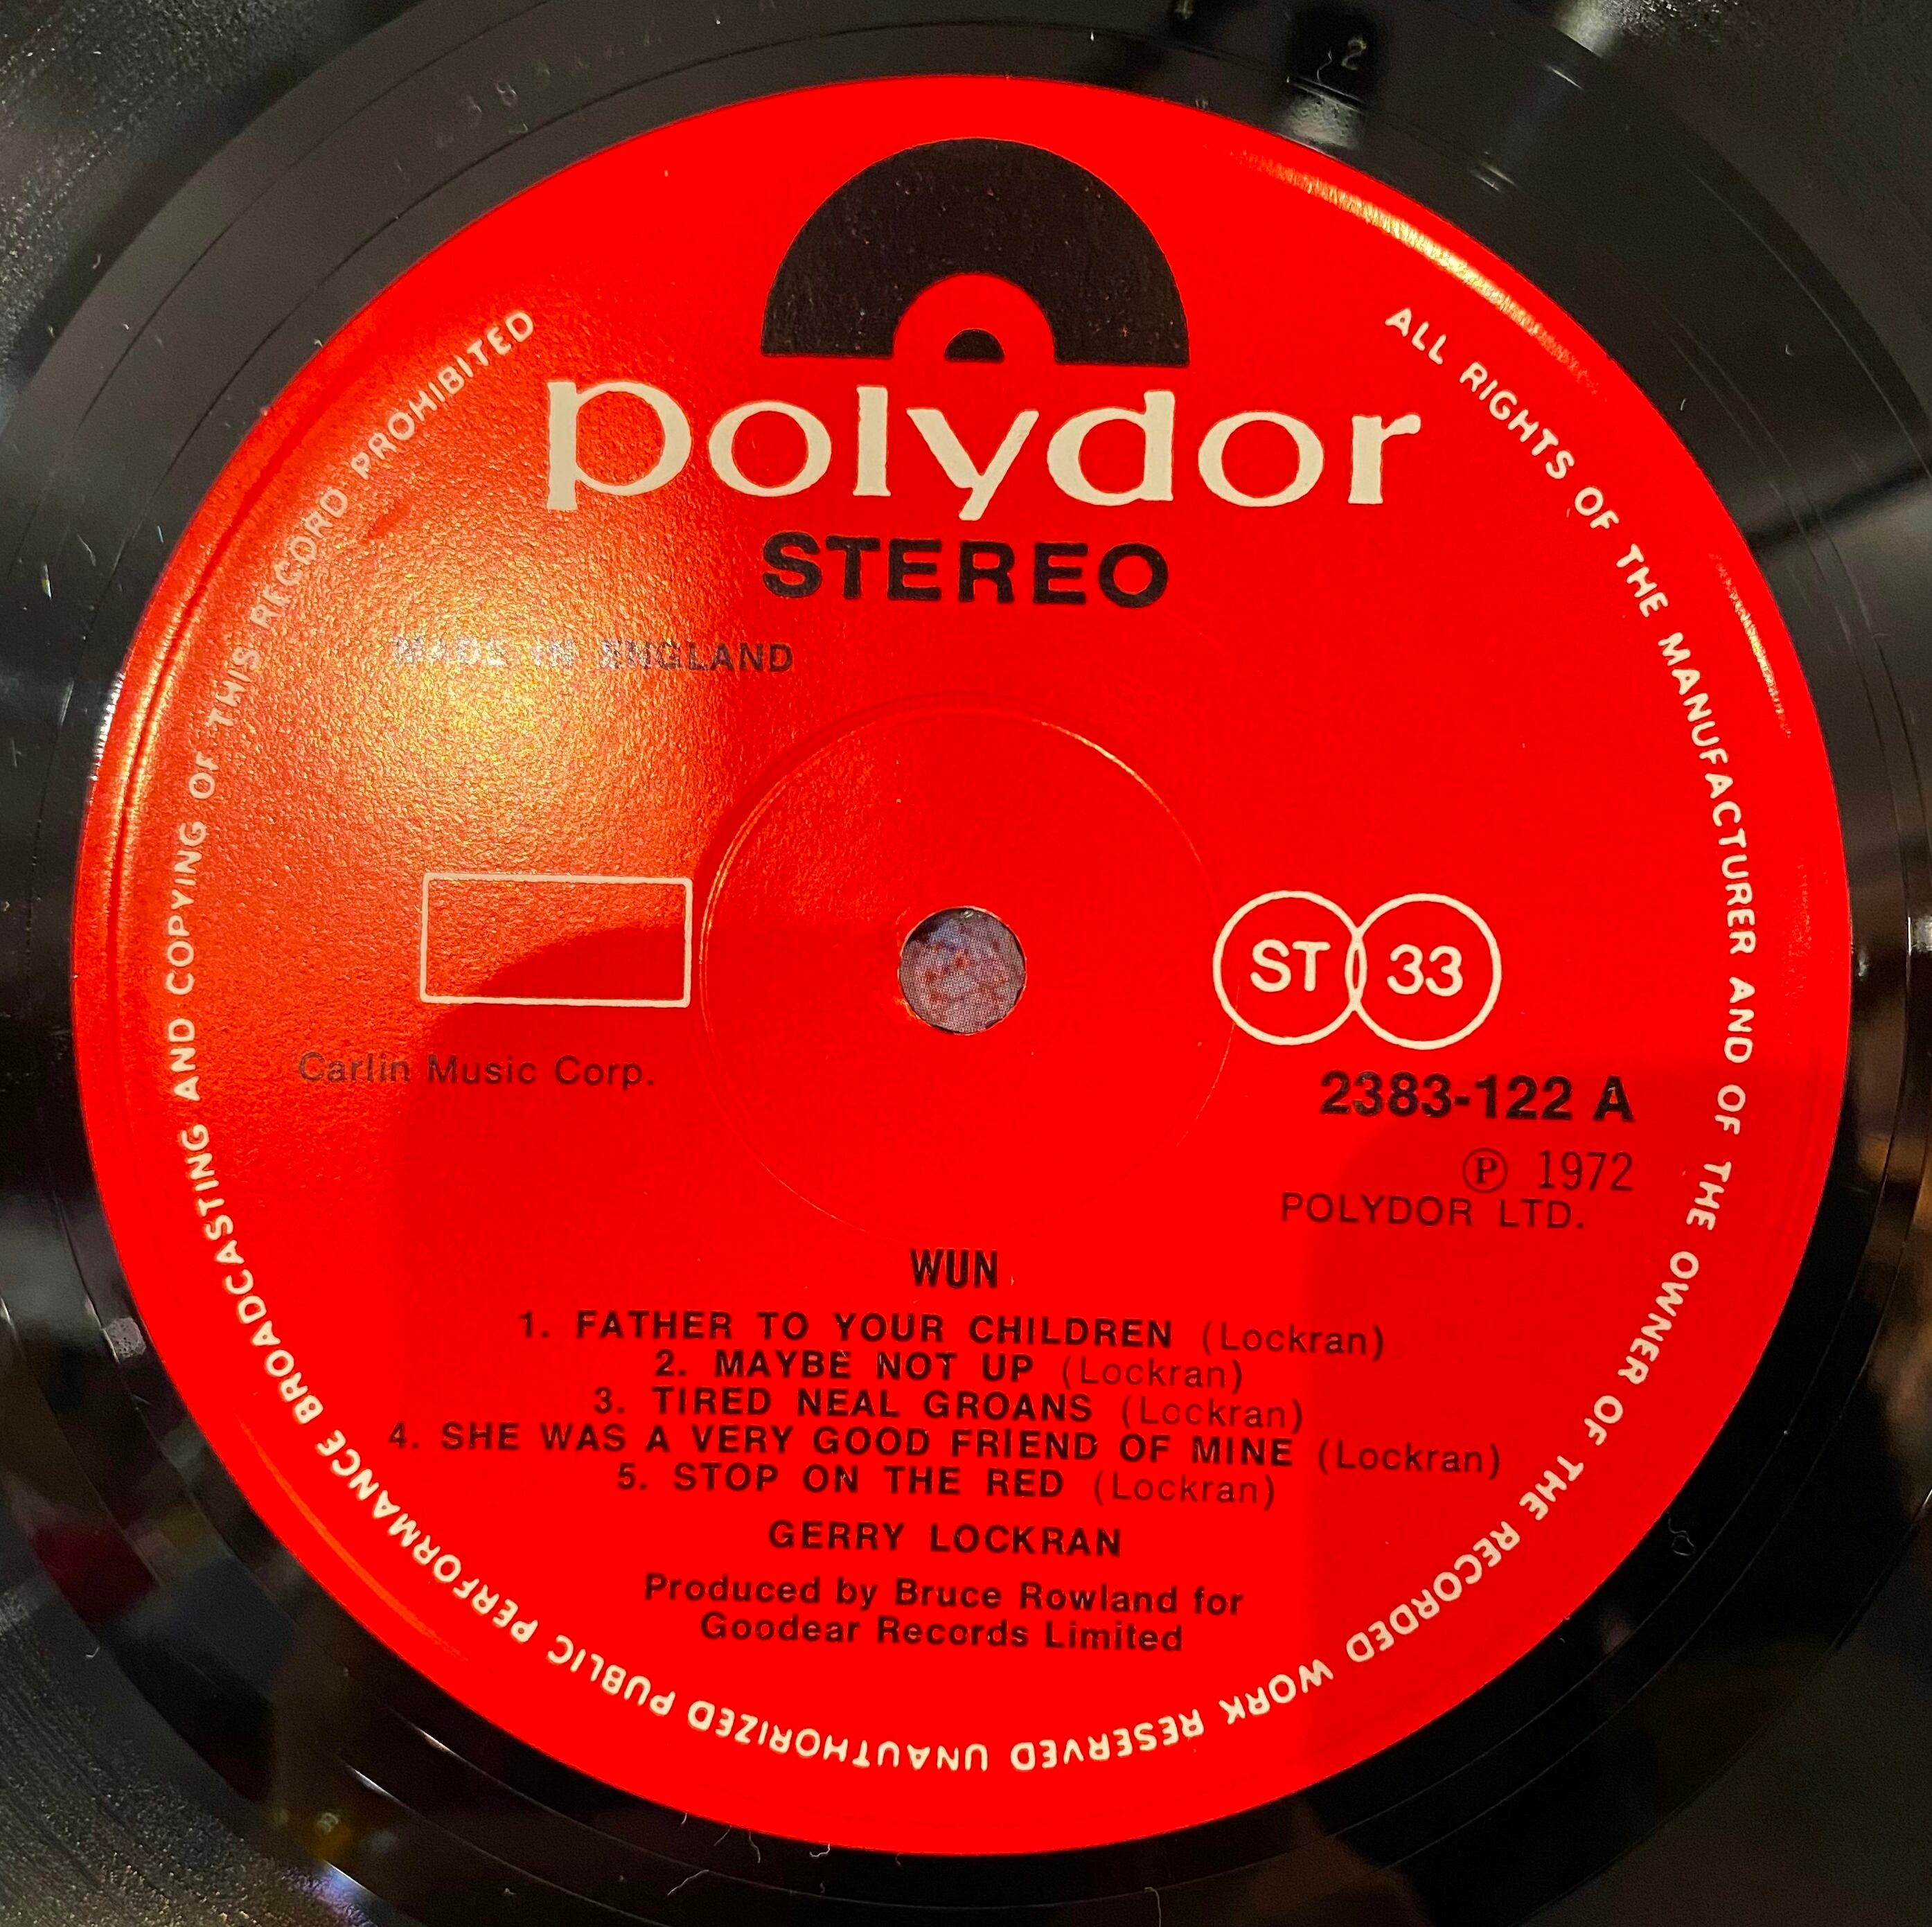 polydor
STEREO
MADE IN ENGLAND
ST 33
Carlin Music Corp.
2383-122 A
Ⓟ 1972
POLYDOR LTD.
WUN
1. FATHER TO YOUR CHILDREN (Lockran)
2. MAYBE NOT UP (Lockran)
3. TIRED NEAL GROANS (Lockran)
4. SHE WAS A VERY GOOD FRIEND OF MINE (Lockran)
5. STOP ON THE RED (Lockran)
GERRY LOCKRAN
Produced by Bruce Rowland for
Goodear Records Limited
ALL RIGHTS OF THE MANUFACTURER AND OF THE OWNER OF THE RECORDED WORK RESERVED UNAUTHORIZED PUBLIC PERFORMANCE BROADCASTING AND COPYING OF THIS RECORD PROHIBITED